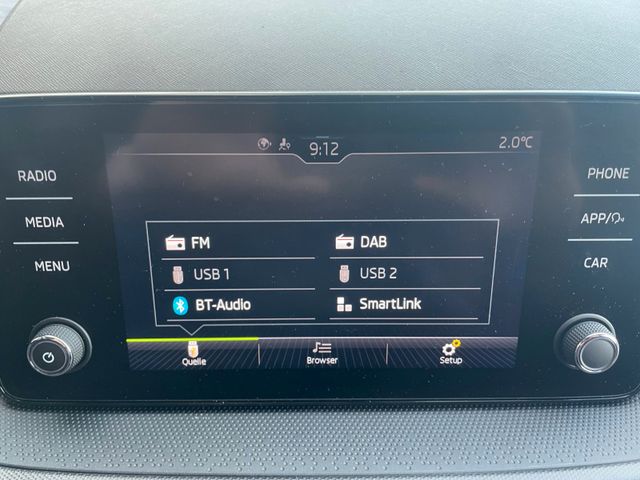 9:12
2.0°C
RADIO
PHONE
MEDIA
APP/
MENU
CAR
FM
DAB
USB 1
USB 2
BT-Audio
SmartLink
Quelle
Browser
Setup